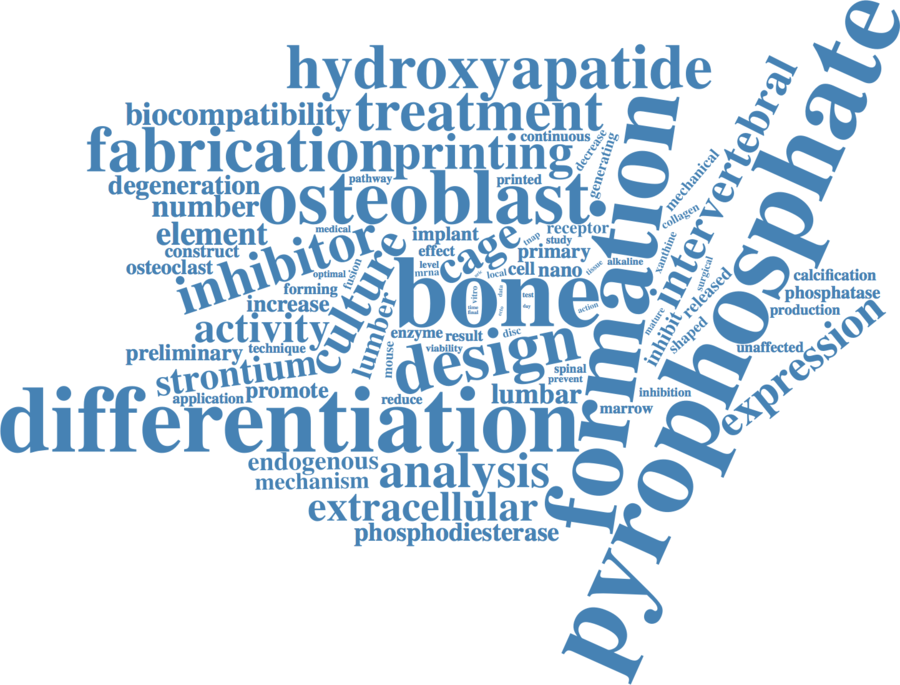 hydroxyapatide
biocompatibility treatment
fabrication printing continuous decrease generating
degeneration pathway printed
number osteoblast
element medical implant receptor
construct effect cage tnap study
osteoclast inhibitor culture level primary
optimal fusion mrna local cell nano tissue alkaline
forming bone
increase vitro data test day action
activity lumber enzyme result disc
preliminary technique mouse viability design
strontium spinal
application promote reduce prevent
lumbar
differentiation marrow
endogenous analysis
mechanism
extracellular
phosphodiesterase
formation
pyrophosphate
intervertebral
mechanical
collagen
xanthine
surgical
mature
inhibit released
shaped
inhibition
calcification
phosphatase
production
unaffected
expression